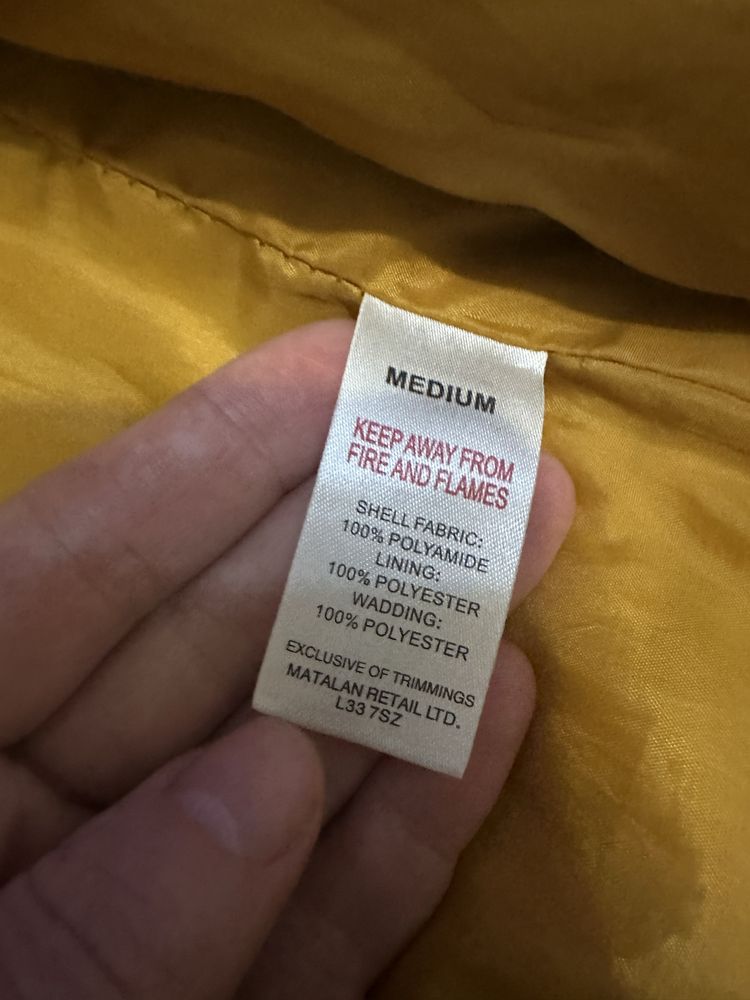 MEDIUM
KEEP AWAY FROM
FIRE AND FLAMES
SHELL FABRIC:
100% POLYAMIDE
LINING:
100% POLYESTER
WADDING:
100% POLYESTER
EXCLUSIVE OF TRIMMINGS
MATALAN RETAIL LTD.
L33 7SZ